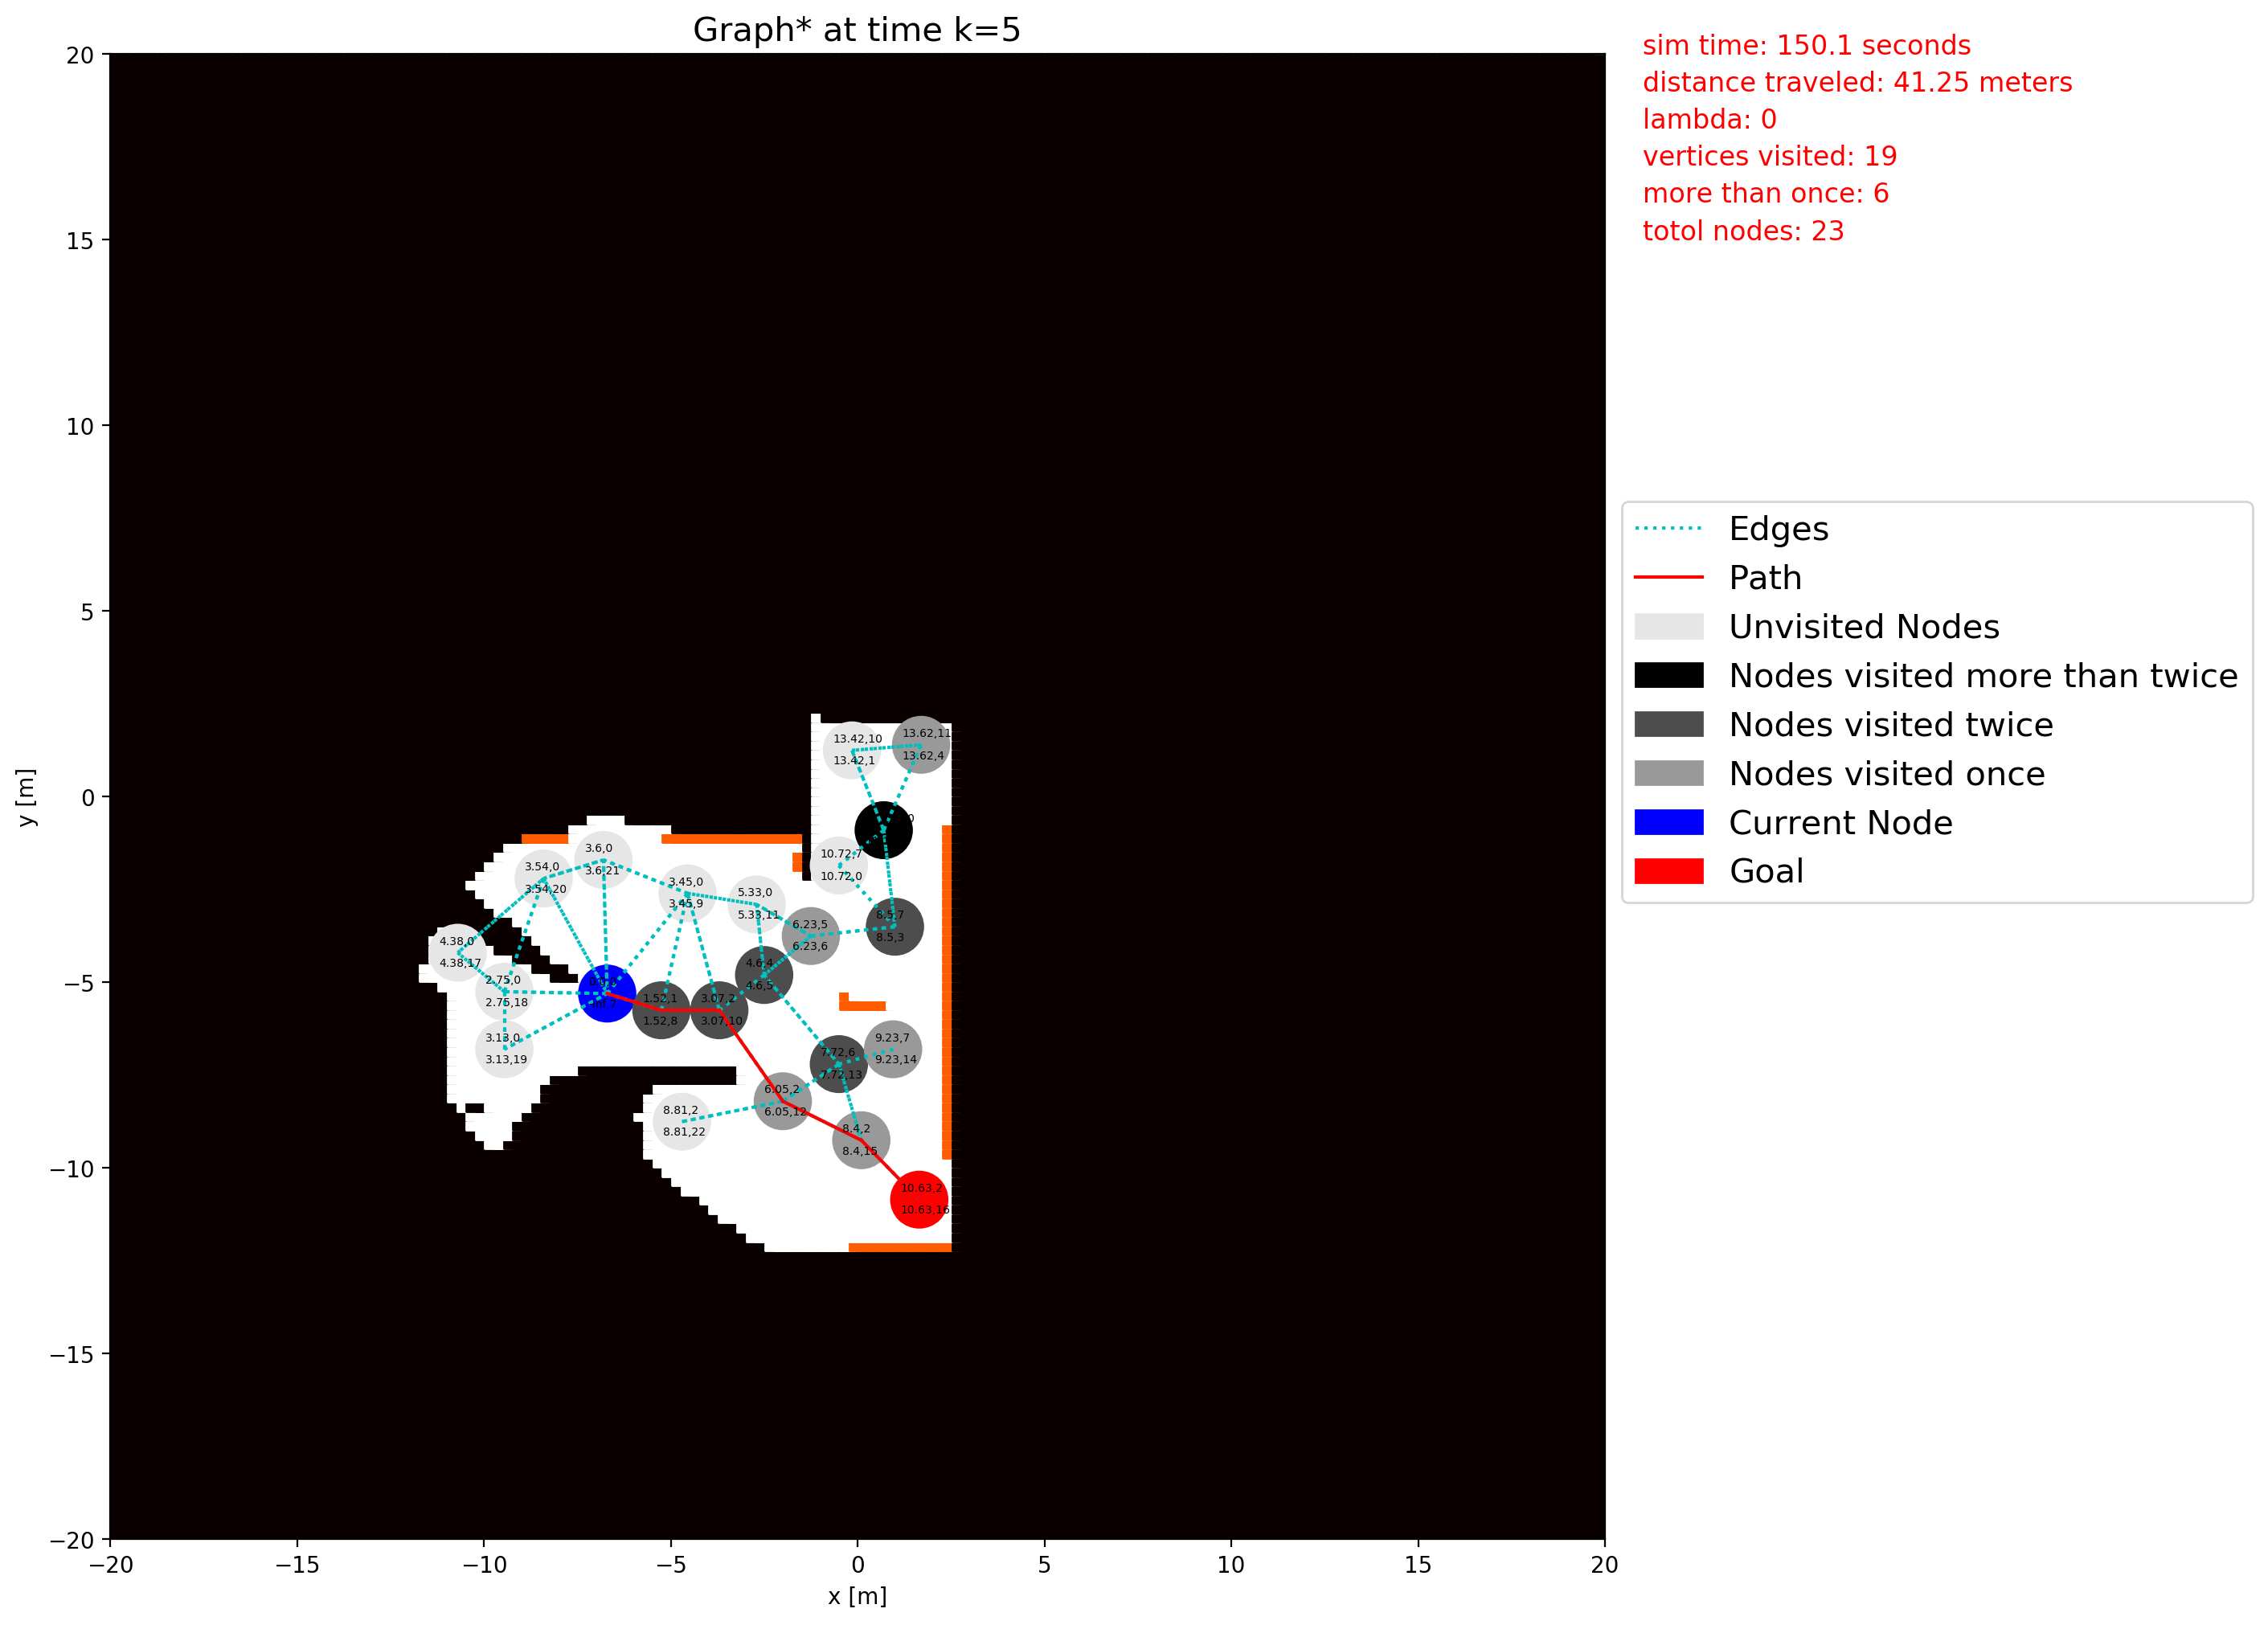 Graph* at time k=5
sim time: 150.1 seconds
distance traveled: 41.25 meters
lambda: 0
vertices visited: 19
more than once: 6
totol nodes: 23
Edges
Path
Unvisited Nodes
Nodes visited more than twice
Nodes visited twice
Nodes visited once
Current Node
Goal
20
15
10
5
0
−5
−10
−15
−20
y [m]
−20 −15 −10 −5 0 5 10 15 20
x [m]
13.42,10
13.42,1
13.62,11
13.62,4
10.72,7
10.72,0
8.5,7
8.5,3
3.6,0
3.6,21
3.54,0
3.54,20
3.45,0
3.45,9
5.33,0
5.33,11
6.23,5
6.23,6
4.38,0
4.38,17
2.75,0
2.75,18
4.6,4
4.6,5
1.52,1
1.52,8
3.07,2
3.07,10
3.13,0
3.13,19
7.72,6
7.72,13
9.23,7
9.23,14
6.05,2
6.05,12
8.81,2
8.81,22
8.4,2
8.4,15
10.63,2
10.63,16